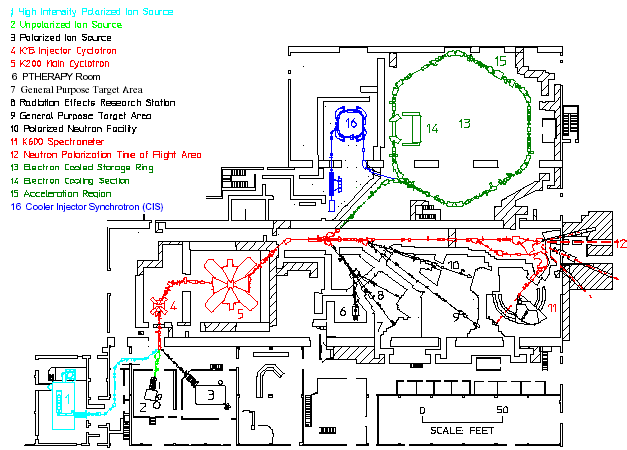 1 High Intensity Polarized Ion Source
2 Unpolarized Ion Source
3 Polarized Ion Source
4 K15 Injector Cyclotron
5 K200 Main Cyclotron
6 PTHERAPY Room
7 General Purpose Target Area
8 Radiation Effects Research Station
9 General Purpose Target Area
10 Polarized Neutron Facility
11 K600 Spectrometer
12 Neutron Polarization Time of Flight Area
13 Electron Cooled Storage Ring
14 Electron Cooling Section
15 Acceleration Region
16 Cooler Injector Synchrotron (CIS)
15
16
14
13
12
10
4
5
8
6
7
9
11
1
2
3
0
50
SCALE: FEET